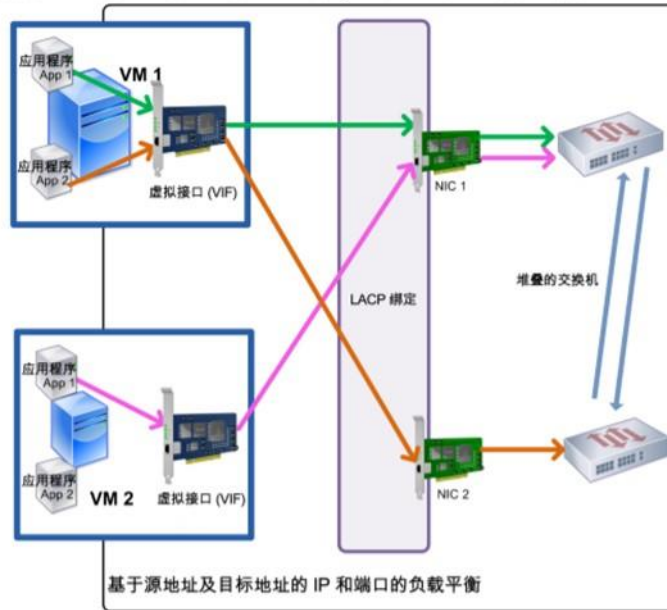 应用程序
App 1
VM 1
应用程序
App 2
虚拟接口 (VIF)
NIC 1
堆叠的交换机
LACP 绑定
应用程序
App 1
应用程序
App 2
VM 2
虚拟接口 (VIF)
NIC 2
基于源地址及目标地址的 IP 和端口的负载平衡